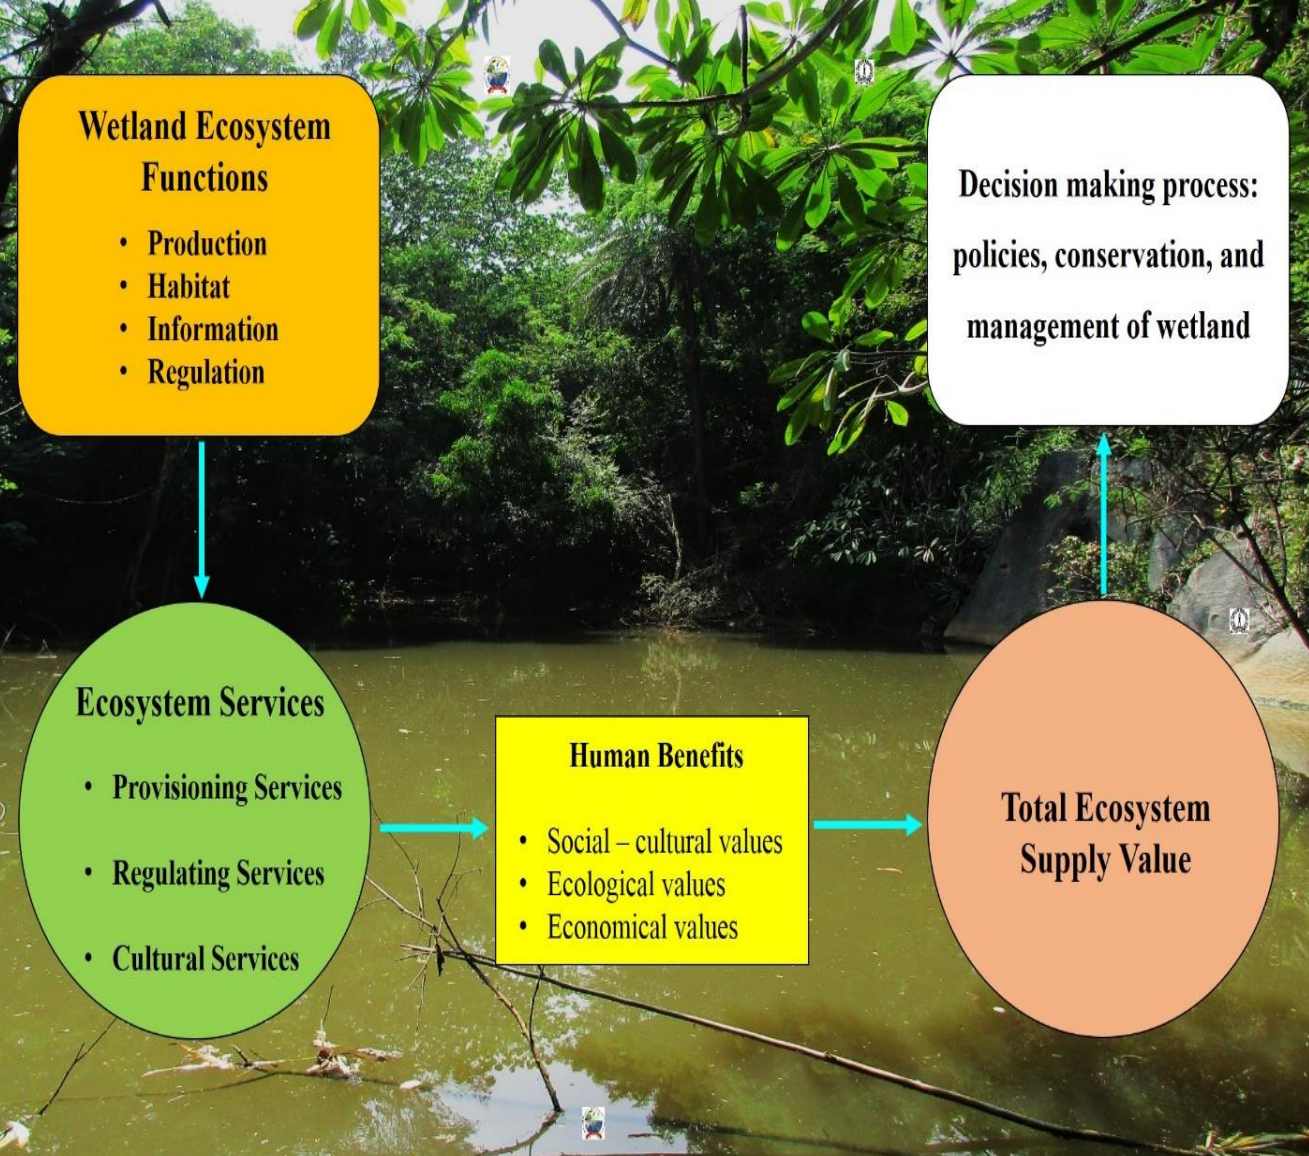 Wetland Ecosystem
Functions
• Production
• Habitat
• Information
• Regulation
Ecosystem Services
• Provisioning Services
• Regulating Services
• Cultural Services
Human Benefits
• Social – cultural values
• Ecological values
• Economical values
Total Ecosystem
Supply Value
Decision making process:
policies, conservation, and
management of wetland